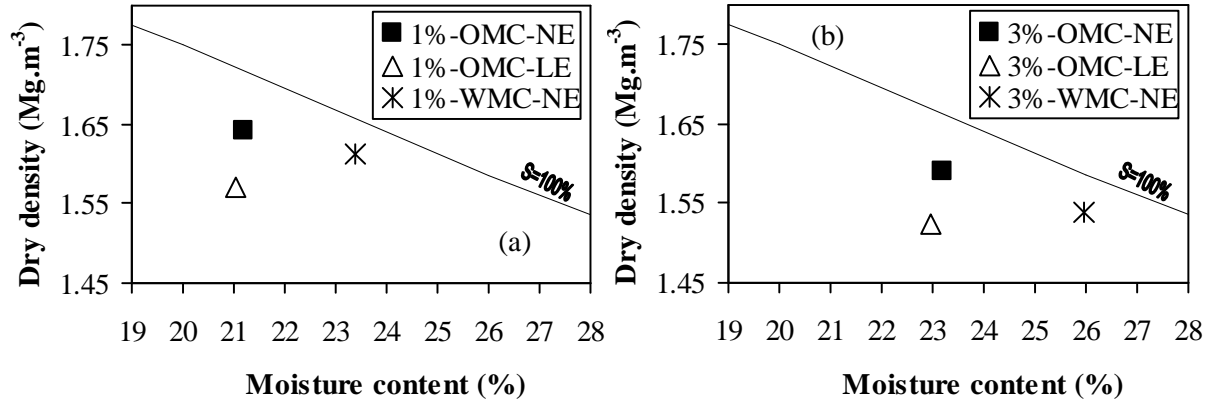 Dry density (Mg.m-3)
1.75
1.65
1.55
1.45
1%-OMC-NE
1%-OMC-LE
1%-WMC-NE
S=100%
(a)
19 20 21 22 23 24 25 26 27 28
Moisture content (%)
Dry density (Mg.m-3)
1.75
1.65
1.55
1.45
(b)
3%-OMC-NE
3%-OMC-LE
3%-WMC-NE
S=100%
19 20 21 22 23 24 25 26 27 28
Moisture content (%)